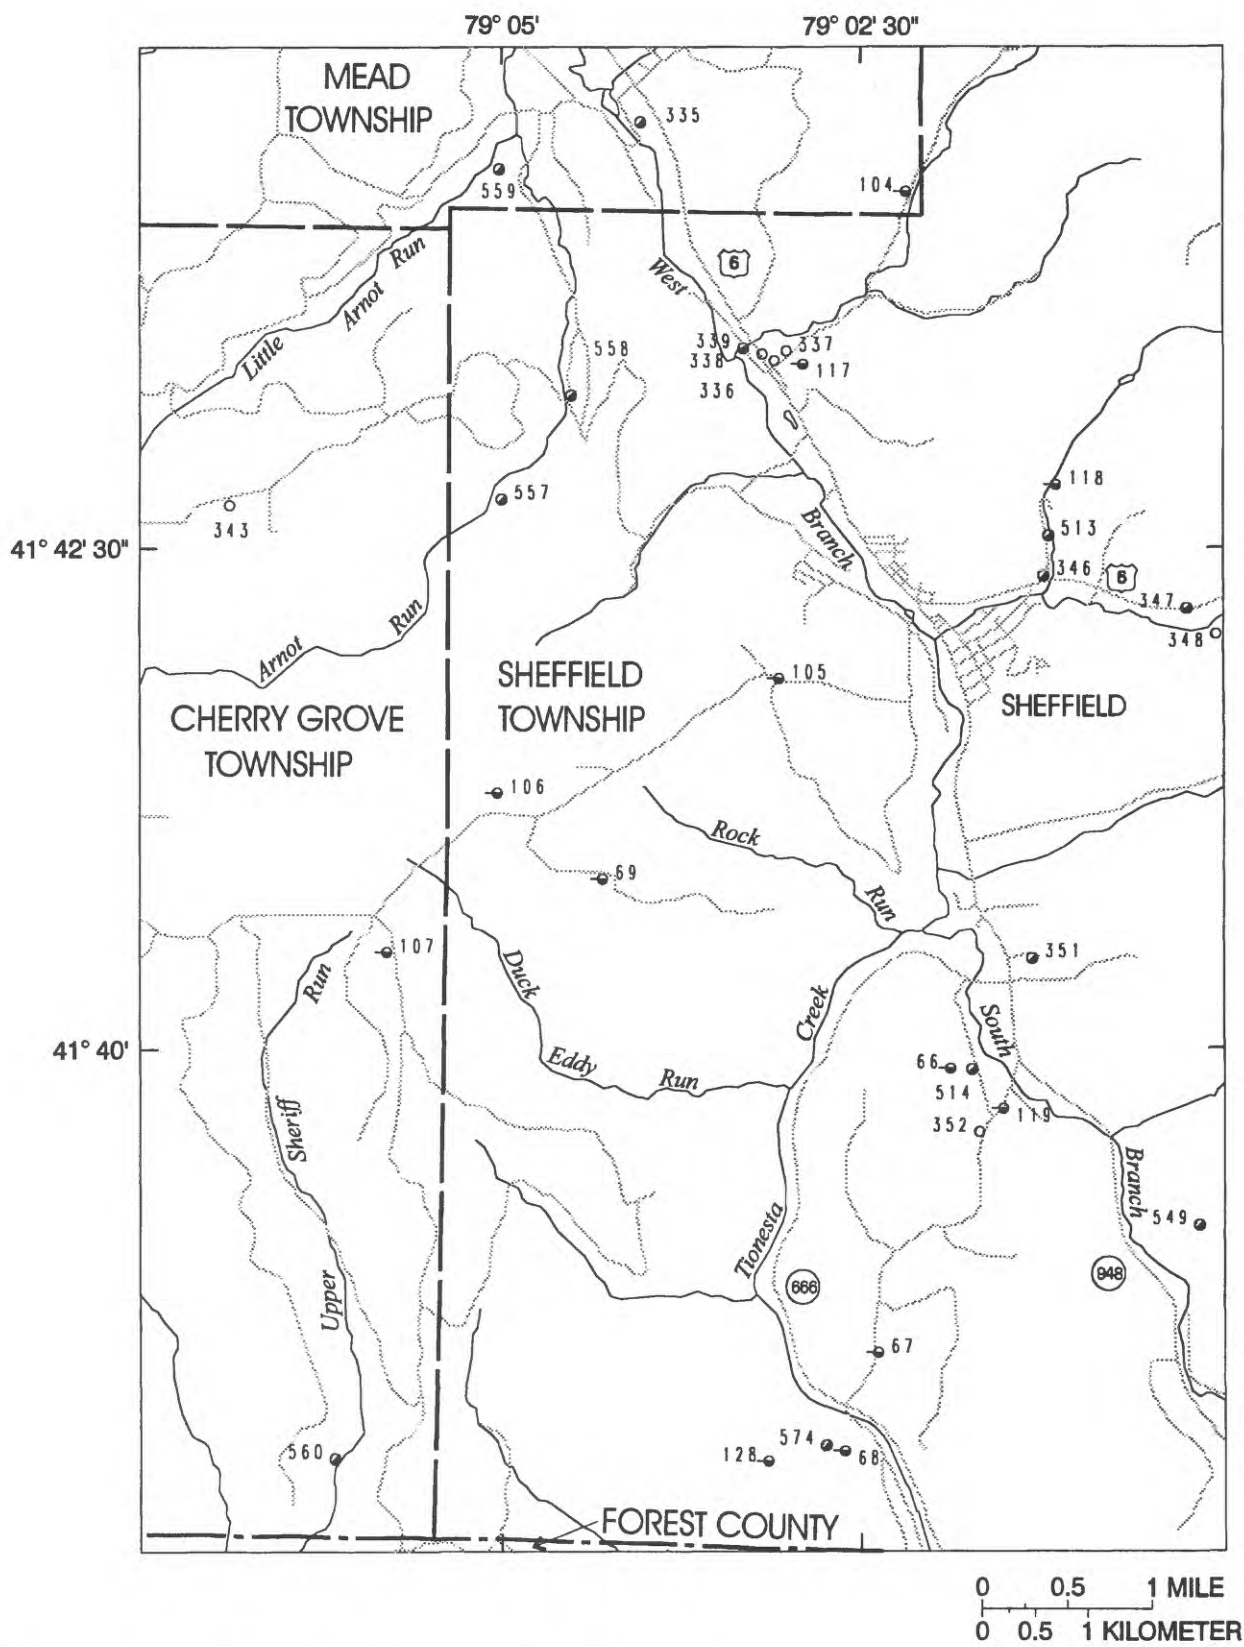 79° 05'
79° 02' 30"
MEAD
TOWNSHIP
335
104
559
Little Arnot Run
6
West
339
338
336
337
117
558
118
557
343
41° 42' 30"
Branch
513
346
6
347
348
Arnot Run
SHEFFIELD
TOWNSHIP
105
SHEFFIELD
CHERRY GROVE
TOWNSHIP
106
Rock Run
69
107
351
Duck Eddy Run
Creek
South
41° 40'
66
514
119
352
Upper Sheriff Run
Tionesta
Branch
549
666
948
67
574
68
128
560
FOREST COUNTY
0 0.5 1 MILE
0 0.5 1 KILOMETER